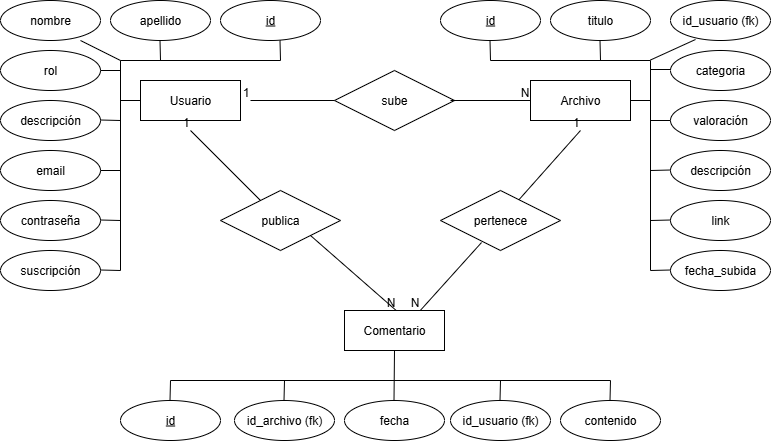 nombre
apellido
id
id
titulo
id_usuario (fk)
rol
categoria
Usuario
1
sube
N
Archivo
descripción
1
1
valoración
email
descripción
contraseña
publica
pertenece
link
suscripción
fecha_subida
N
N
Comentario
id
id_archivo (fk)
fecha
id_usuario (fk)
contenido